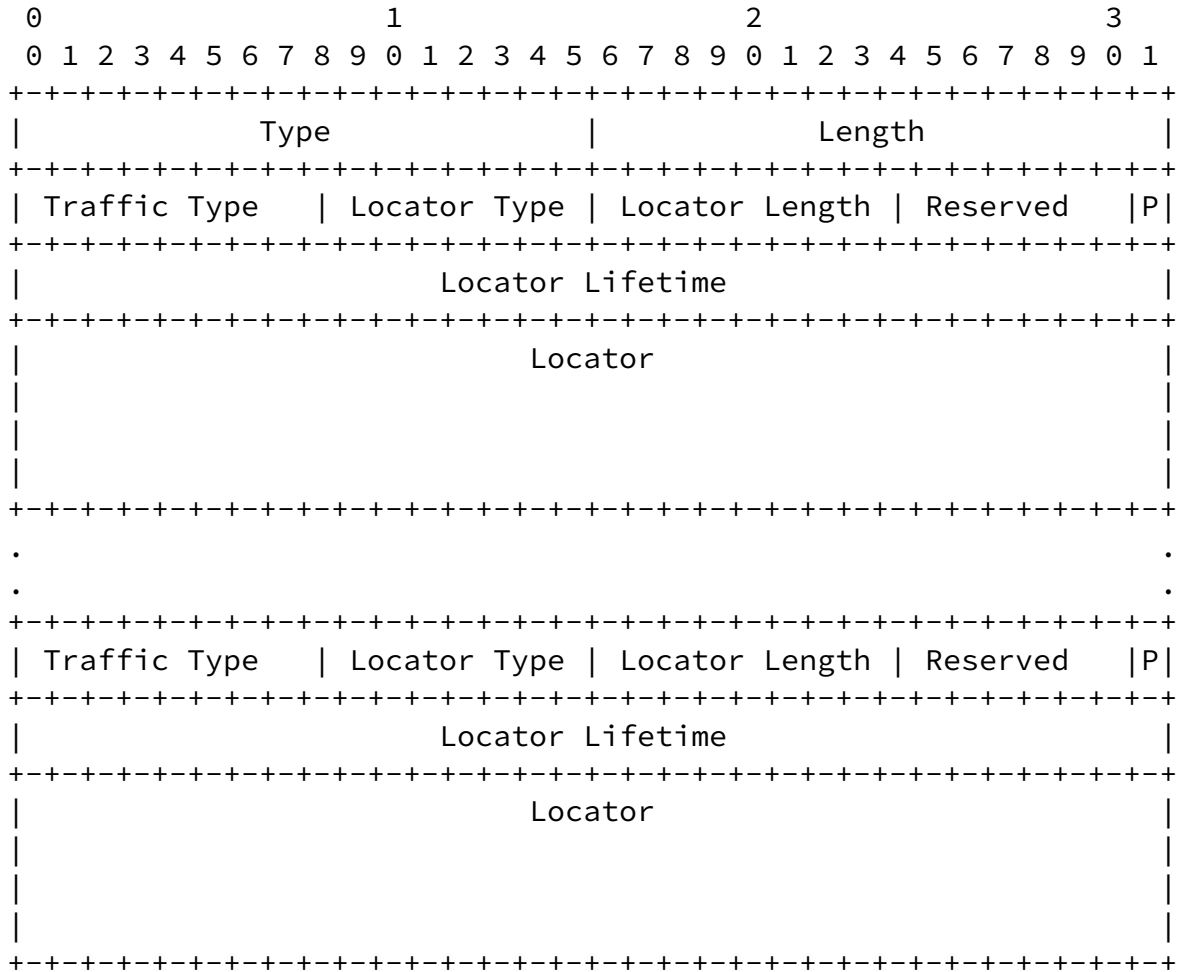 0                   1                   2                   3
 0 1 2 3 4 5 6 7 8 9 0 1 2 3 4 5 6 7 8 9 0 1 2 3 4 5 6 7 8 9 0 1
+-+-+-+-+-+-+-+-+-+-+-+-+-+-+-+-+-+-+-+-+-+-+-+-+-+-+-+-+-+-+-+-+
|             Type              |            Length             |
+-+-+-+-+-+-+-+-+-+-+-+-+-+-+-+-+-+-+-+-+-+-+-+-+-+-+-+-+-+-+-+-+
| Traffic Type   | Locator Type | Locator Length | Reserved   |P|
+-+-+-+-+-+-+-+-+-+-+-+-+-+-+-+-+-+-+-+-+-+-+-+-+-+-+-+-+-+-+-+-+
|                       Locator Lifetime                        |
+-+-+-+-+-+-+-+-+-+-+-+-+-+-+-+-+-+-+-+-+-+-+-+-+-+-+-+-+-+-+-+-+
|                            Locator                            |
|                                                               |
|                                                               |
|                                                               |
+-+-+-+-+-+-+-+-+-+-+-+-+-+-+-+-+-+-+-+-+-+-+-+-+-+-+-+-+-+-+-+-+
.                                                               .
.                                                               .
+-+-+-+-+-+-+-+-+-+-+-+-+-+-+-+-+-+-+-+-+-+-+-+-+-+-+-+-+-+-+-+-+
| Traffic Type   | Locator Type | Locator Length | Reserved   |P|
+-+-+-+-+-+-+-+-+-+-+-+-+-+-+-+-+-+-+-+-+-+-+-+-+-+-+-+-+-+-+-+-+
|                       Locator Lifetime                        |
+-+-+-+-+-+-+-+-+-+-+-+-+-+-+-+-+-+-+-+-+-+-+-+-+-+-+-+-+-+-+-+-+
|                            Locator                            |
|                                                               |
|                                                               |
|                                                               |
+-+-+-+-+-+-+-+-+-+-+-+-+-+-+-+-+-+-+-+-+-+-+-+-+-+-+-+-+-+-+-+-+